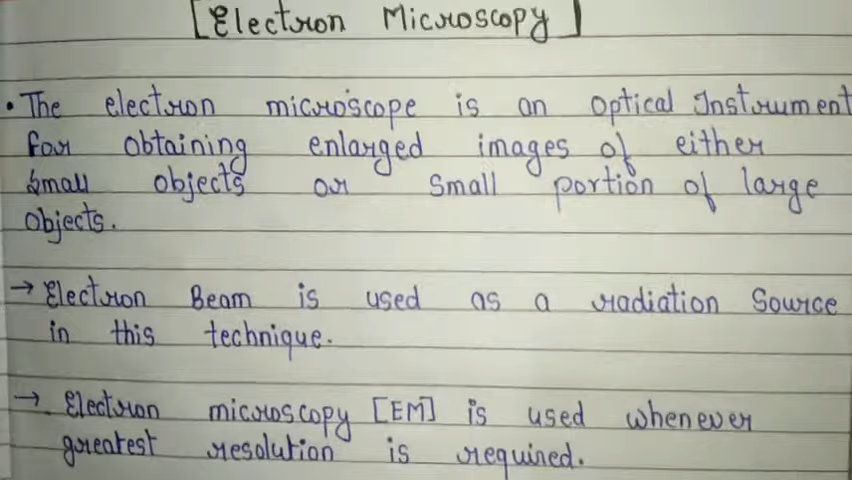 [Electron Microscopy]
• The electron microscope is an optical Instrument
for obtaining enlarged images of either
small objects or small portion of large
objects.
→ Electron Beam is used as a radiation source
in this technique.
→ Electron microscopy [EM] is used whenever
greatest resolution is required.